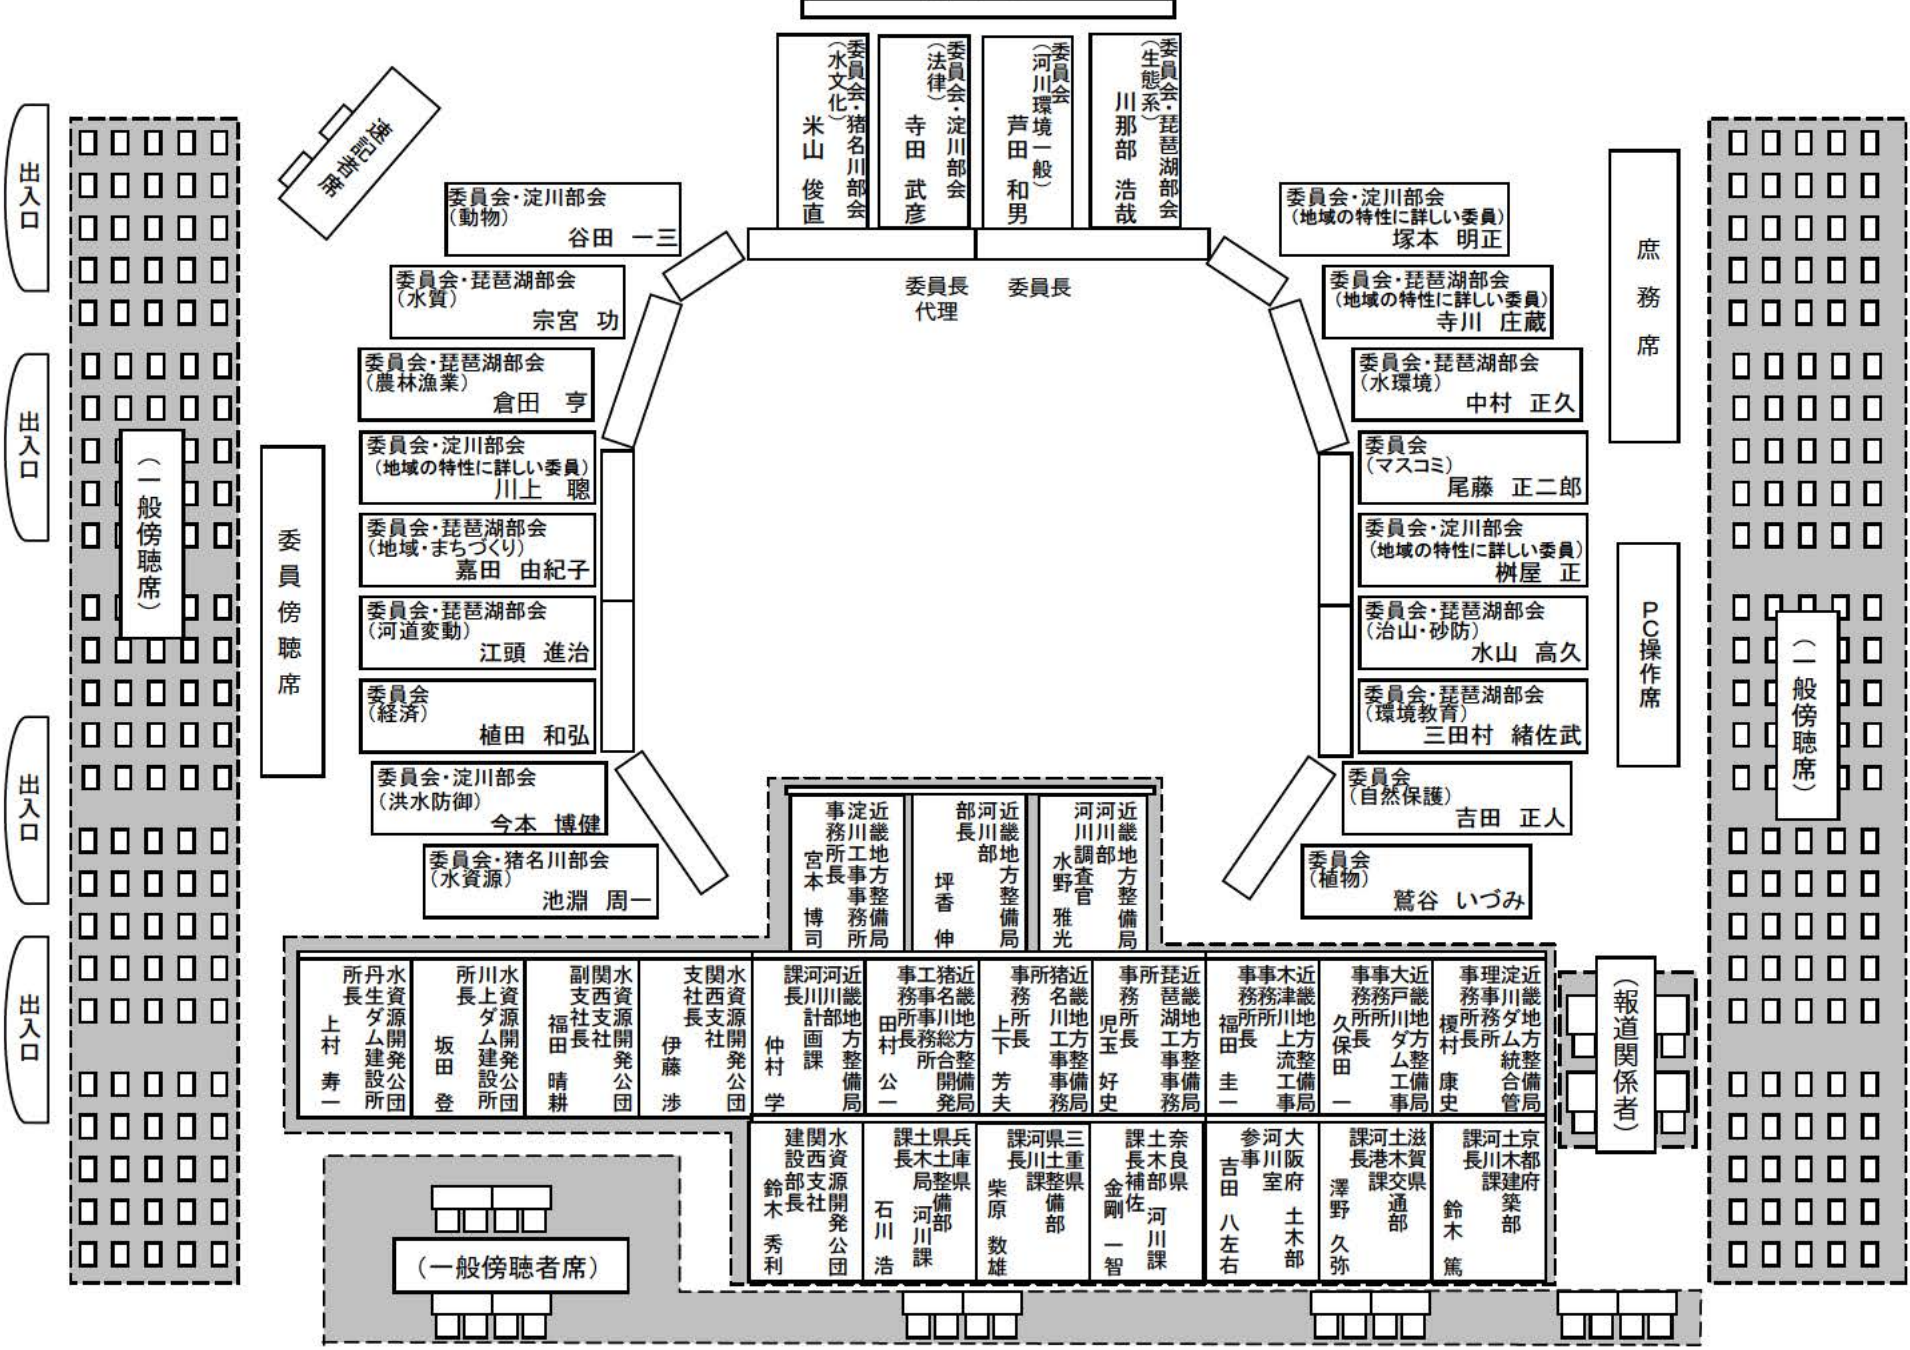 委員会・猪名川部会
（水文化）
米山 俊直
委員会・淀川部会
（法律）
寺田 武彦
委員会
（河川環境一般）
芦田 和男
委員会・琵琶湖部会
（生態系）
川那部 浩哉
委員長
代理
委員長
速記者席
出入口
出入口
出入口
出入口
（一般傍聴席）
委員傍聴席
委員会・淀川部会
（動物）
谷田 一三
委員会・琵琶湖部会
（水質）
宗宮 功
委員会・琵琶湖部会
（農林漁業）
倉田 亨
委員会・淀川部会
（地域の特性に詳しい委員）
川上 聰
委員会・琵琶湖部会
（地域・まちづくり）
嘉田 由紀子
委員会・琵琶湖部会
（河道変動）
江頭 進治
委員会
（経済）
植田 和弘
委員会・淀川部会
（洪水防御）
今本 博健
委員会・猪名川部会
（水資源）
池淵 周一
委員会・淀川部会
（地域の特性に詳しい委員）
塚本 明正
委員会・琵琶湖部会
（地域の特性に詳しい委員）
寺川 庄蔵
委員会・琵琶湖部会
（水環境）
中村 正久
委員会
（マスコミ）
尾藤 正二郎
委員会・淀川部会
（地域の特性に詳しい委員）
桝屋 正
委員会・琵琶湖部会
（治山・砂防）
水山 高久
委員会・琵琶湖部会
（環境教育）
三田村 緒佐武
委員会
（自然保護）
吉田 正人
委員会
（植物）
鷲谷 いづみ
庶務席
PC操作席
（一般傍聴席）
近畿地方整備局
淀川工事事務所
事務所長
宮本 博司
近畿地方整備局
河川部
部長
坪香 伸
近畿地方整備局
河川部
河川調査官
水野 雅光
水資源開発公団
丹生ダム建設所
所長
上村 寿一
水資源開発公団
川上ダム建設所
所長
坂田 登
水資源開発公団
関西支社
副支社長
福田 晴耕
水資源開発公団
関西支社
支社長
伊藤 渉
近畿地方整備局
河川部
河川計画課
課長
仲村 学
近畿地方整備局
猪名川総合開発
工事事務所
事務所長
田村 公一
近畿地方整備局
猪名川工事事務
所
事務所長
上下 芳夫
近畿地方整備局
琵琶湖工事事務
所
事務所長
児玉 好史
近畿地方整備局
木津川上流工事
事務所
事務所長
福田 圭一
近畿地方整備局
大戸川ダム工事
事務所
事務所長
久保田 一
近畿地方整備局
淀川ダム統合管
理事務所
事務所長
榎村 康史
水資源開発公団
関西支社
建設部長
鈴木 秀利
兵庫県
県土整備部
土木局 河川課
課長
石川 浩
三重県
県土整備部
河川課
課長
柴原 数雄
奈良県
土木部 河川課
課長補佐
金剛 一智
大阪府 土木部
河川室
参事
吉田 八左右
滋賀県
土木交通部
河港課
課長
澤野 久弥
京都府
土木建築部
河川課
課長
鈴木 篤
（報道関係者）
（一般傍聴者席）